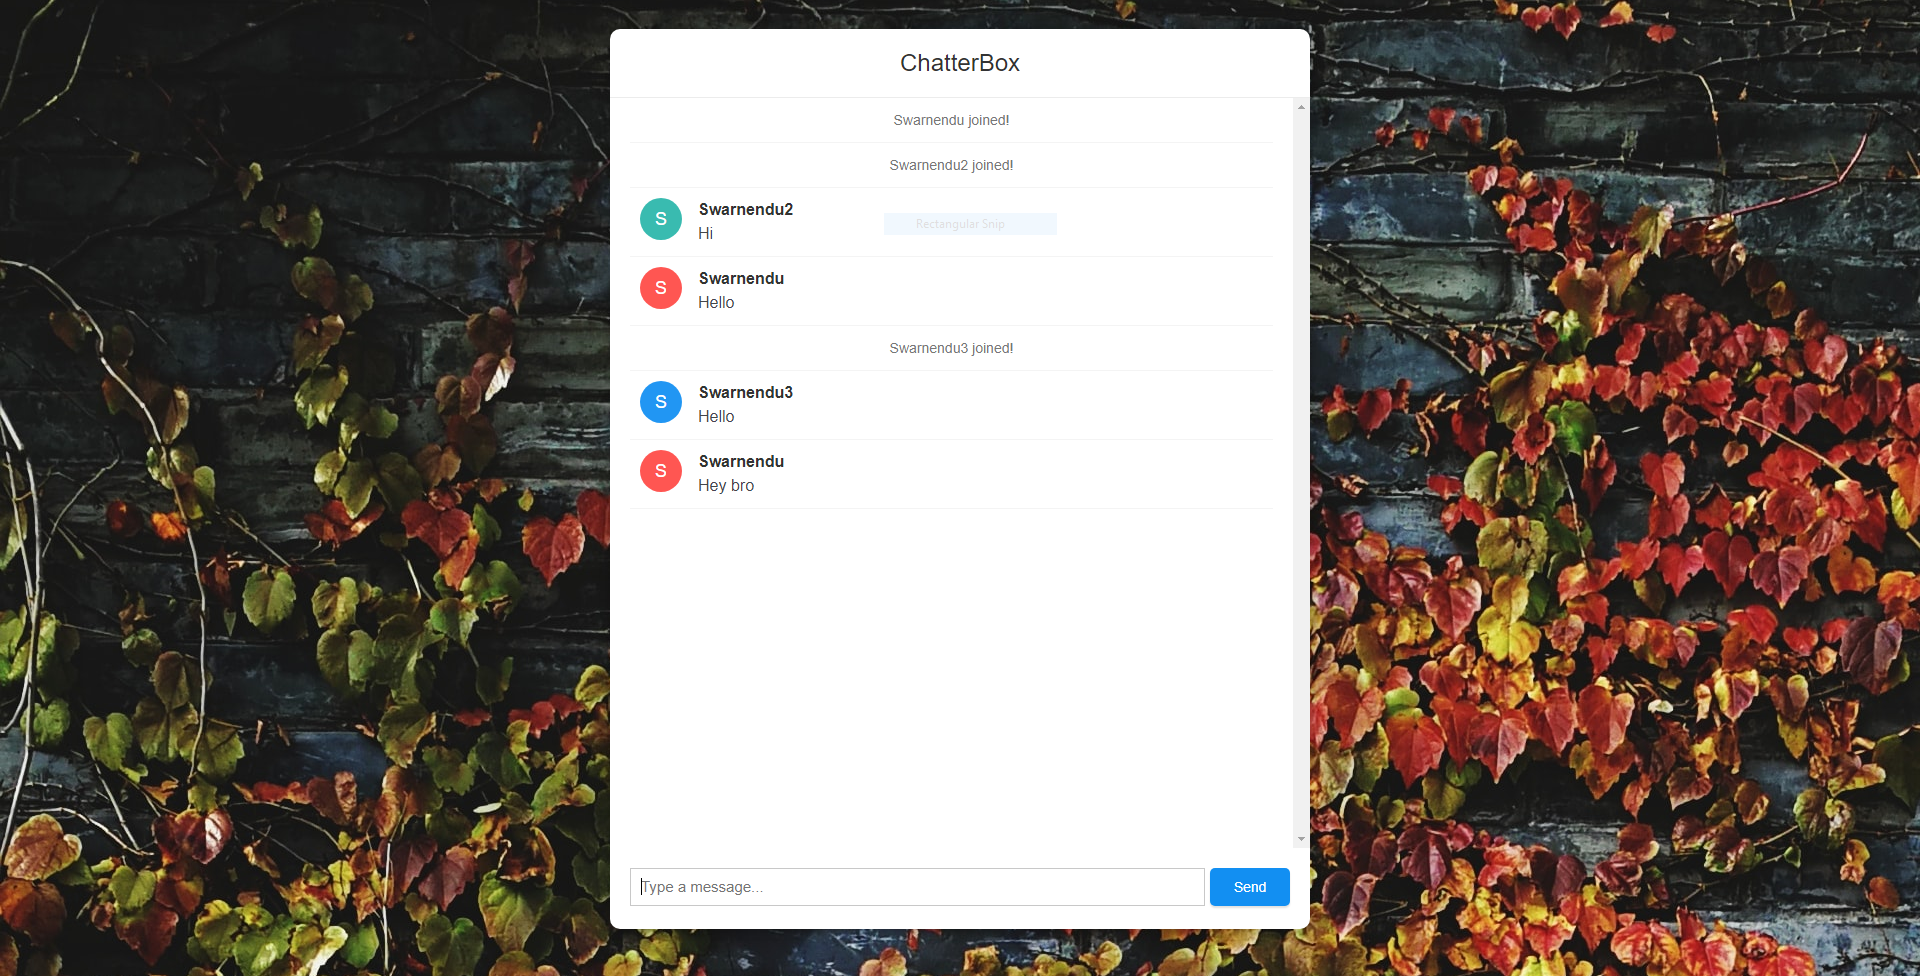 ChatterBox
Swarnendu joined!
Swarnendu2 joined!
S
Swarnendu2
Hi
Rectangular Snip
S
Swarnendu
Hello
Swarnendu3 joined!
S
Swarnendu3
Hello
S
Swarnendu
Hey bro
Type a message...
Send